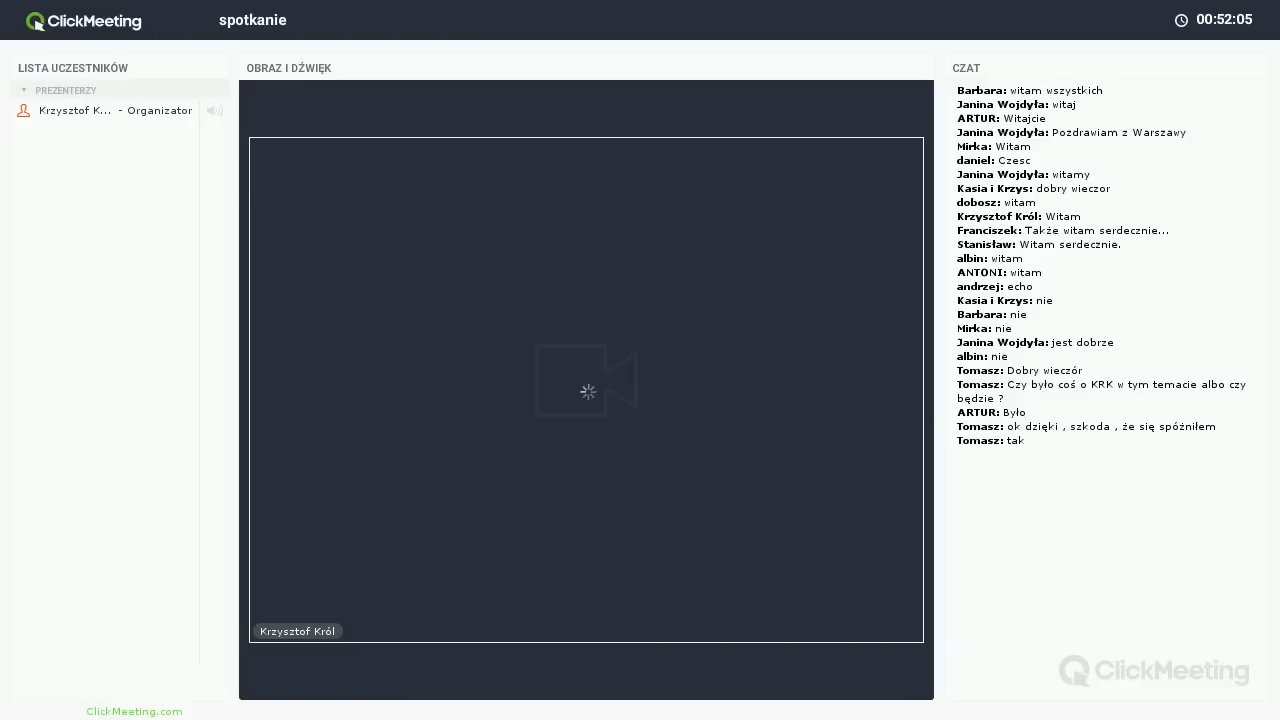 ClickMeeting
spotkanie
00:52:05
LISTA UCZESTNIKÓW
PREZENTERZY
Krzysztof K... - Organizator
OBRAZ I DŹWIĘK
Krzysztof Król
CZAT
Barbara: witam wszystkich
Janina Wojdyła: witaj
ARTUR: Witajcie
Janina Wojdyła: Pozdrawiam z Warszawy
Mirka: Witam
daniel: Czesc
Janina Wojdyła: witamy
Kasia i Krzys: dobry wieczor
dobosz: witam
Krzysztof Król: Witam
Franciszek: Także witam serdecznie...
Stanisław: Witam serdecznie.
albin: witam
ANTONI: witam
andrzej: echo
Kasia i Krzys: nie
Barbara: nie
Mirka: nie
Janina Wojdyła: jest dobrze
albin: nie
Tomasz: Dobry wieczór
Tomasz: Czy było coś o KRK w tym temacie albo czy
będzie ?
ARTUR: Było
Tomasz: ok dzięki , szkoda , że się spóźniłem
Tomasz: tak
ClickMeeting
ClickMeeting.com